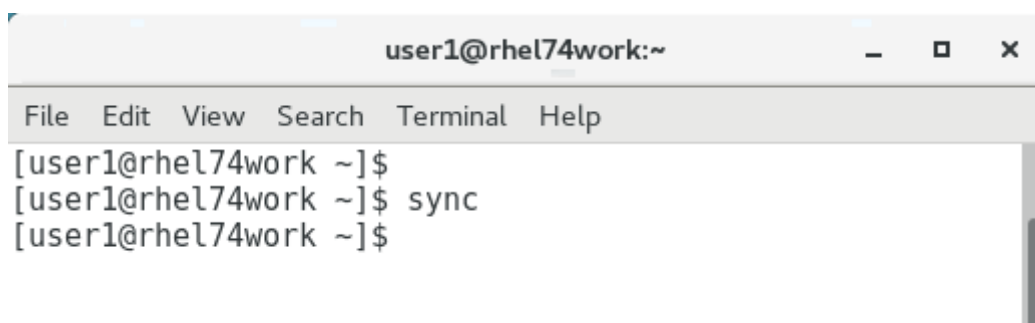 user1@rhel74work:~
File Edit View Search Terminal Help
[user1@rhel74work ~]$
[user1@rhel74work ~]$ sync
[user1@rhel74work ~]$